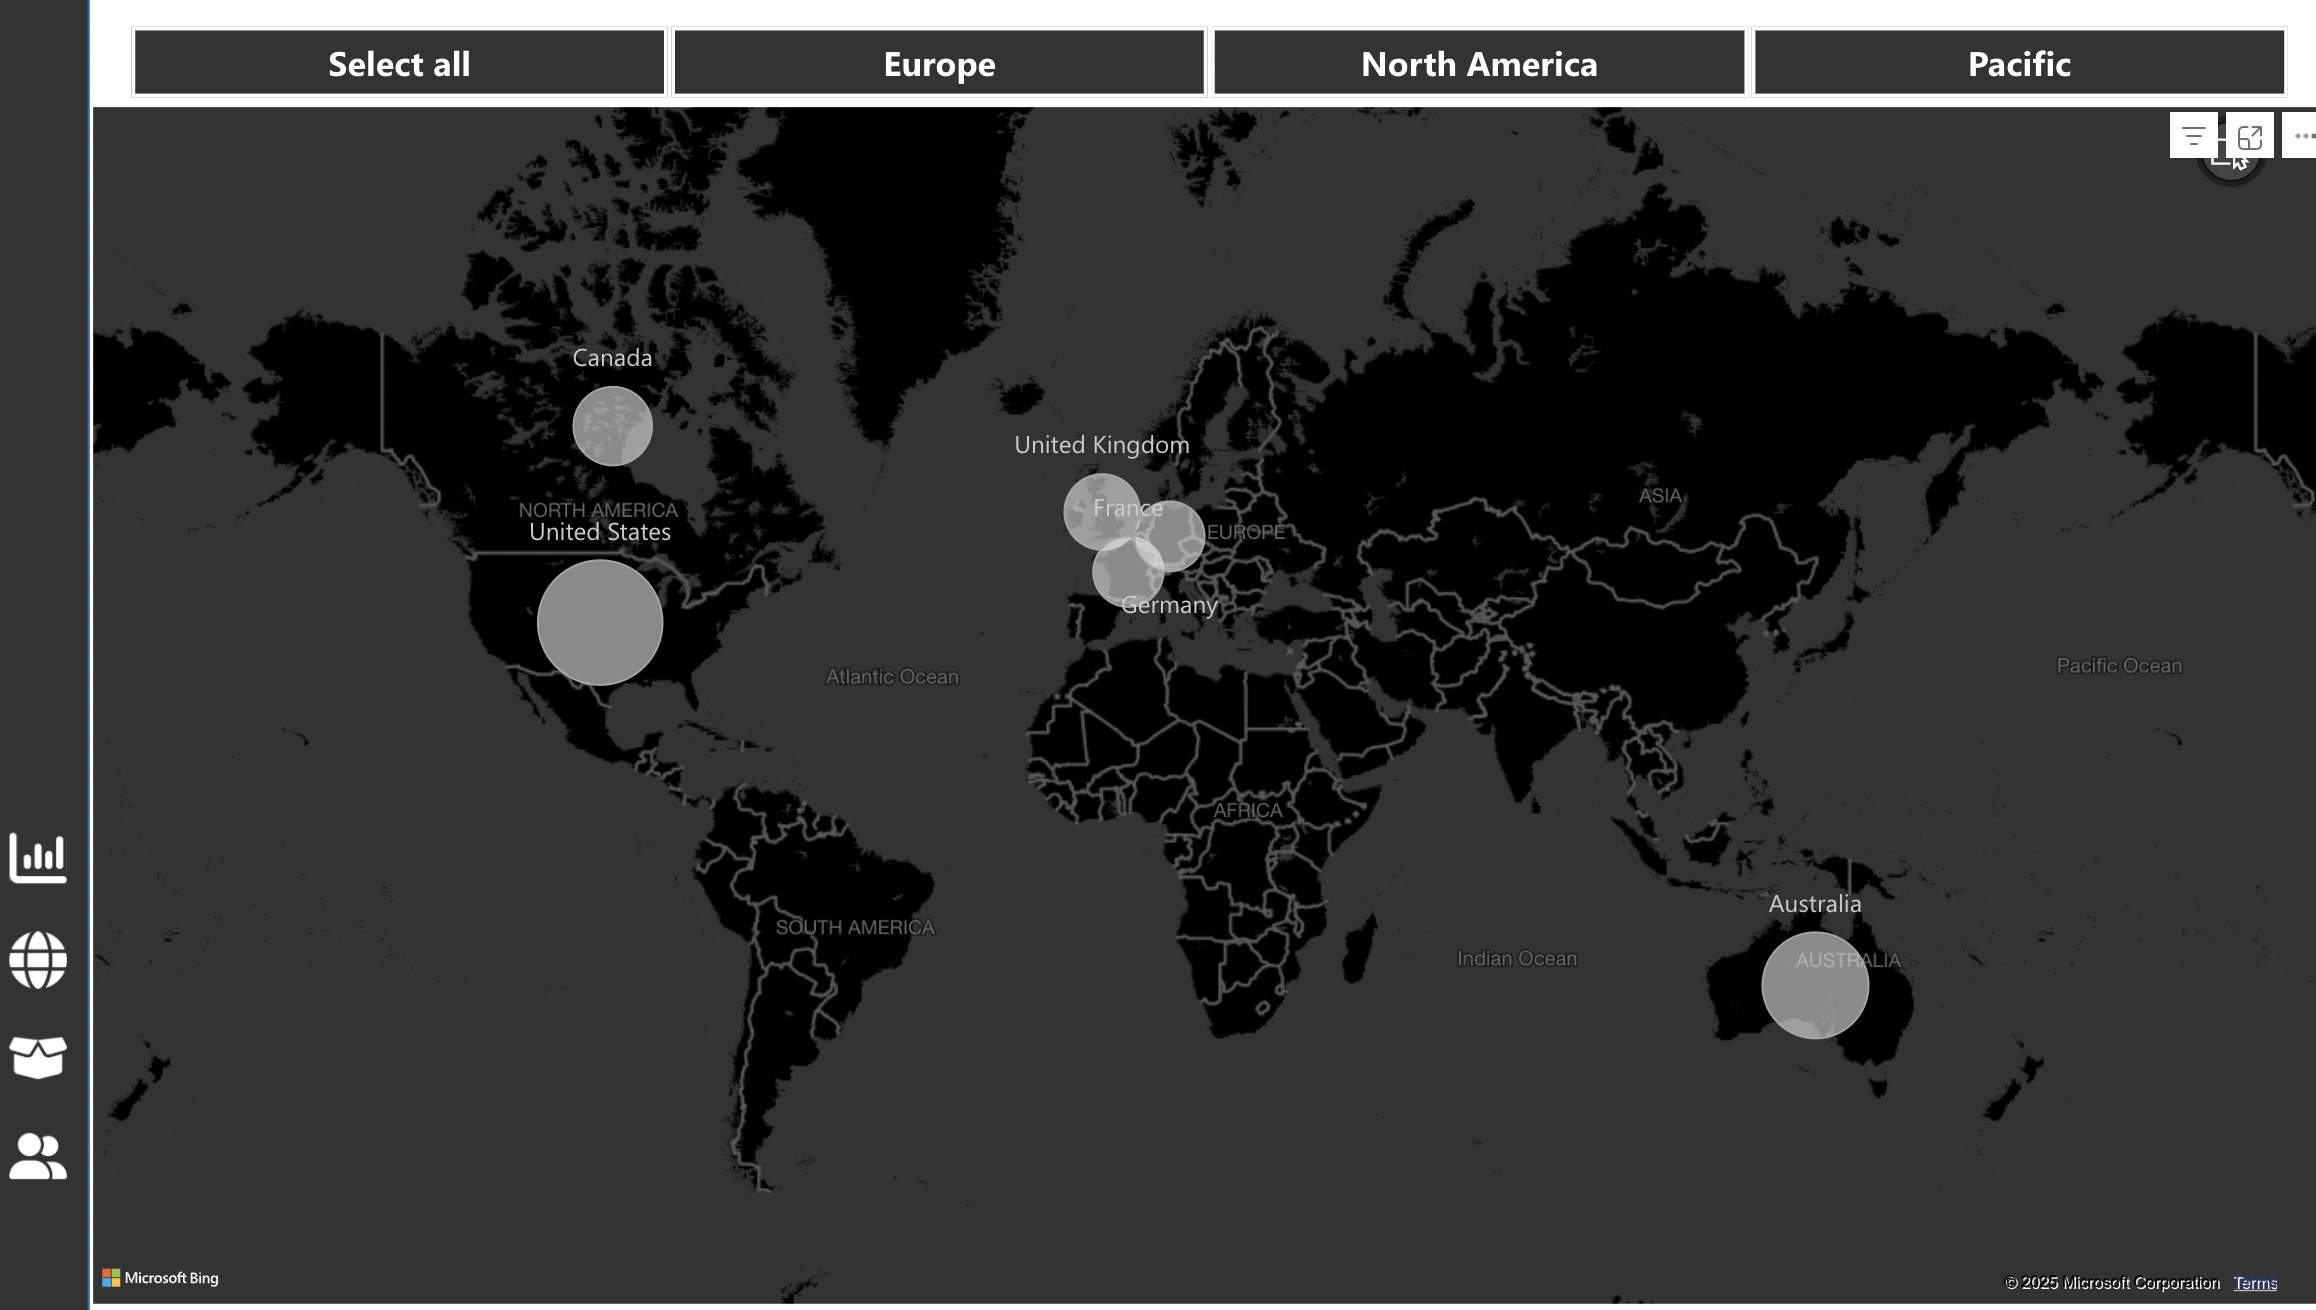 Select all
Europe
North America
Pacific
Canada
United Kingdom
NORTH AMERICA
United States
France
EUROPE
ASIA
Germany
Atlantic Ocean
Pacific Ocean
AFRICA
Australia
SOUTH AMERICA
Indian Ocean
AUSTRALIA
Microsoft Bing
© 2025 Microsoft Corporation Terms